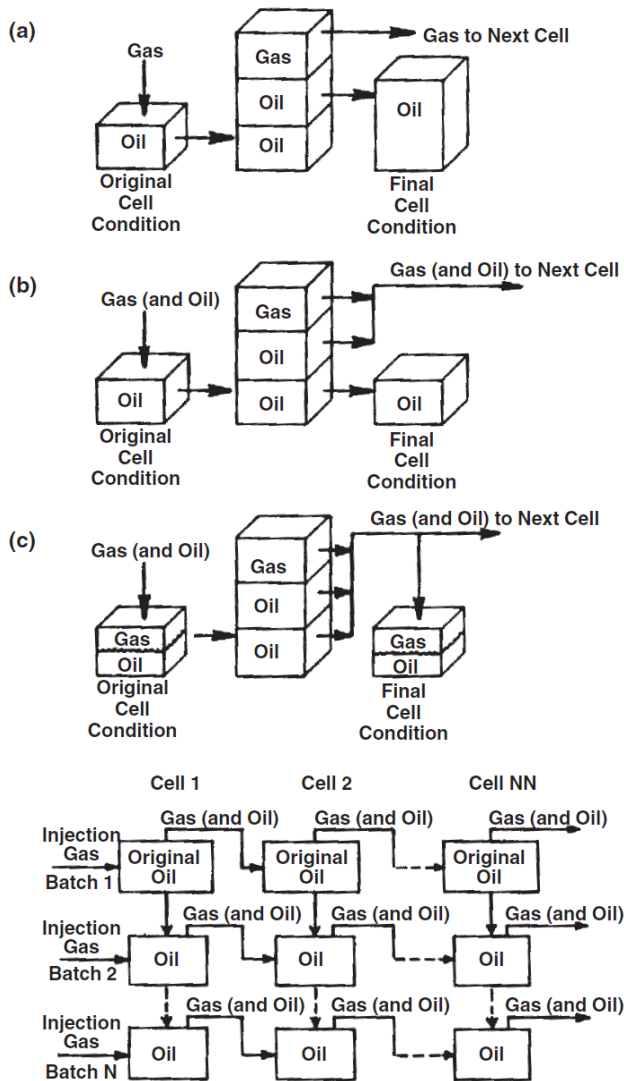 (a)
Gas
Gas to Next Cell
Gas
Oil
Oil
Oil
Oil
Original
Cell
Condition
Final
Cell
Condition
(b)
Gas (and Oil) to Next Cell
Gas (and Oil)
Gas
Oil
Oil
Oil
Oil
Original
Cell
Condition
Final
Cell
Condition
(c)
Gas (and Oil) to Next Cell
Gas (and Oil)
Gas
Oil
Oil
Gas
Oil
Gas
Oil
Original
Cell
Condition
Final
Cell
Condition
Cell 1 Cell 2 Cell NN
Gas (and Oil) Gas (and Oil) Gas (and Oil)
Injection
Gas
Batch 1
Original
Oil
Original
Oil
Original
Oil
Gas (and Oil) Gas (and Oil) Gas (and Oil)
Injection
Gas
Batch 2
Oil Oil Oil
Gas (and Oil) Gas (and Oil) Gas (and Oil)
Injection
Gas
Batch N
Oil Oil Oil